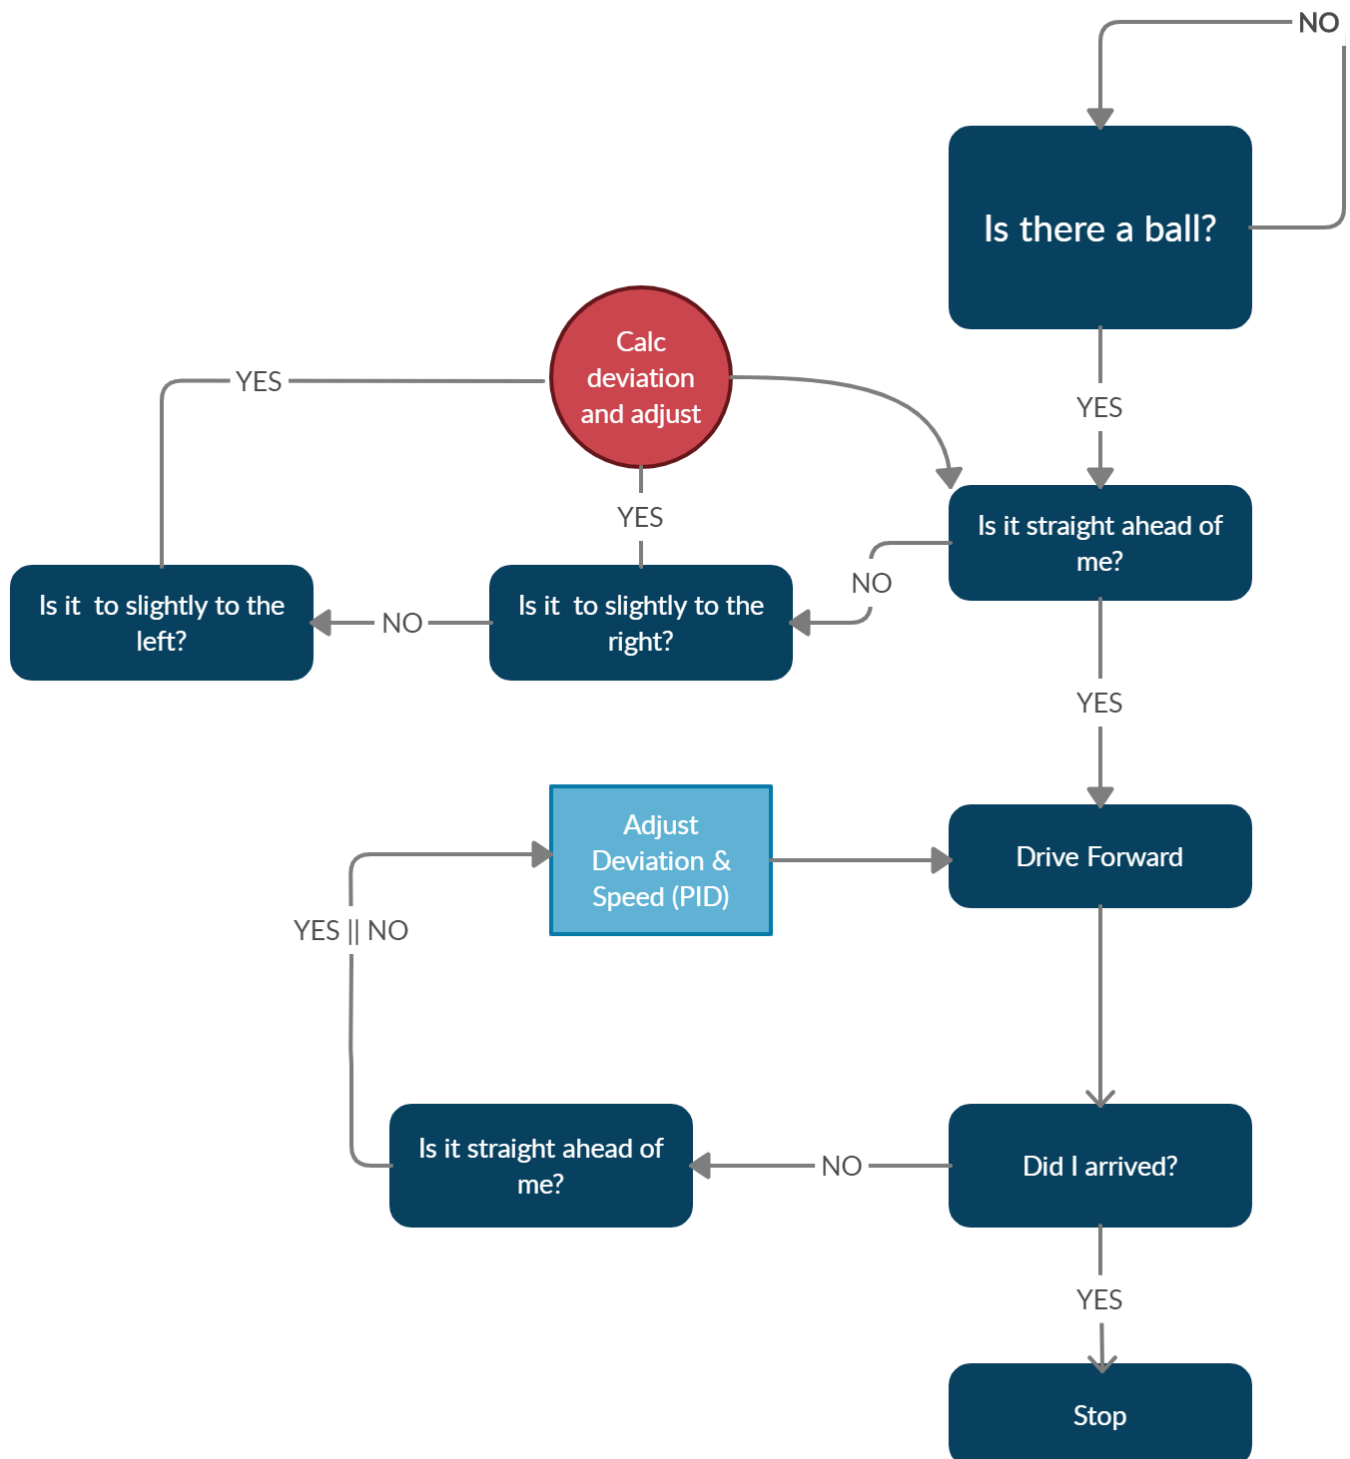 NO
Is there a ball?
YES
Calc
deviation
and adjust
YES
YES
Is it straight ahead of
me?
NO
Is it  to slightly to the
right?
NO
Is it  to slightly to the
left?
YES
Adjust
Deviation &
Speed (PID)
Drive Forward
YES || NO
Is it straight ahead of
me?
NO
Did I arrived?
YES
Stop